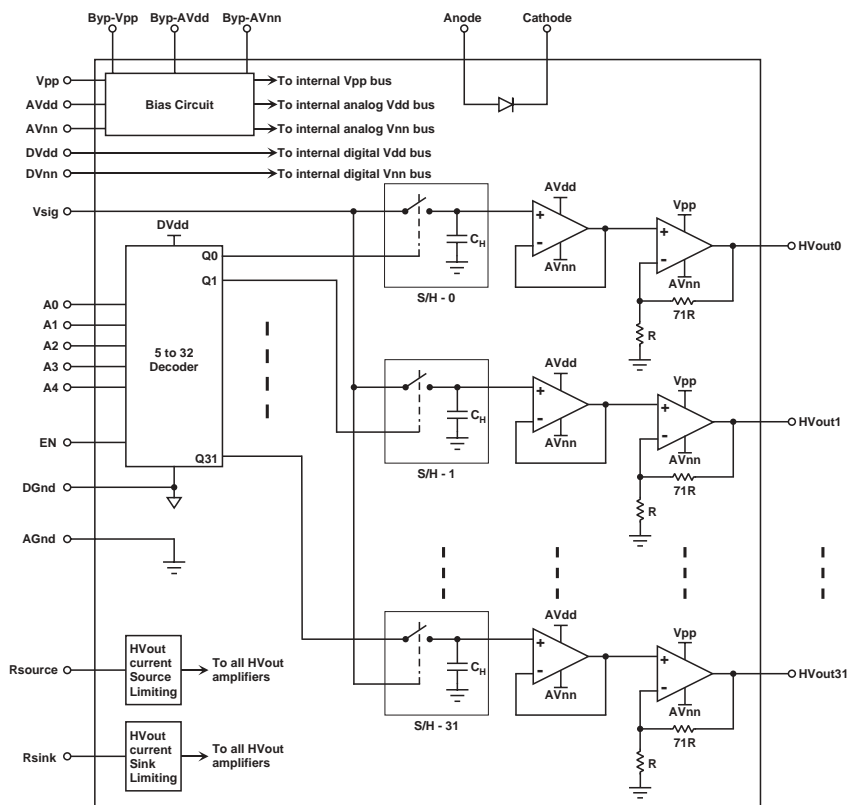 Byp-Vpp Byp-AVdd Byp-AVnn Anode Cathode
Vpp
AVdd
AVnn
DVdd
DVnn
Bias Circuit
To internal Vpp bus
To internal analog Vdd bus
To internal analog Vnn bus
To internal digital Vdd bus
To internal digital Vnn bus
Vsig
DVdd
Q0
Q1
A0
A1
A2
A3
A4
5 to 32
Decoder
EN
Q31
DGnd
AGnd
CH
S/H - 0
AVdd
+
-
AVnn
Vpp
+
-
AVnn
71R
R
HVout0
CH
S/H - 1
AVdd
+
-
AVnn
Vpp
+
-
AVnn
71R
R
HVout1
CH
S/H - 31
AVdd
+
-
AVnn
Vpp
+
-
AVnn
71R
R
HVout31
Rsource
HVout
current
Source
Limiting
To all HVout
amplifiers
Rsink
HVout
current
Sink
Limiting
To all HVout
amplifiers